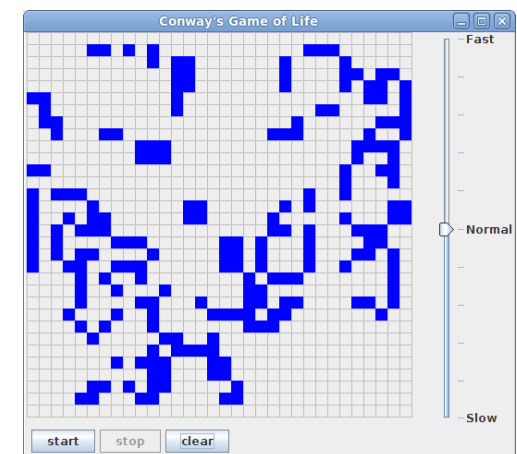 Conway's Game of Life
Fast
Normal
Slow
start stop clear